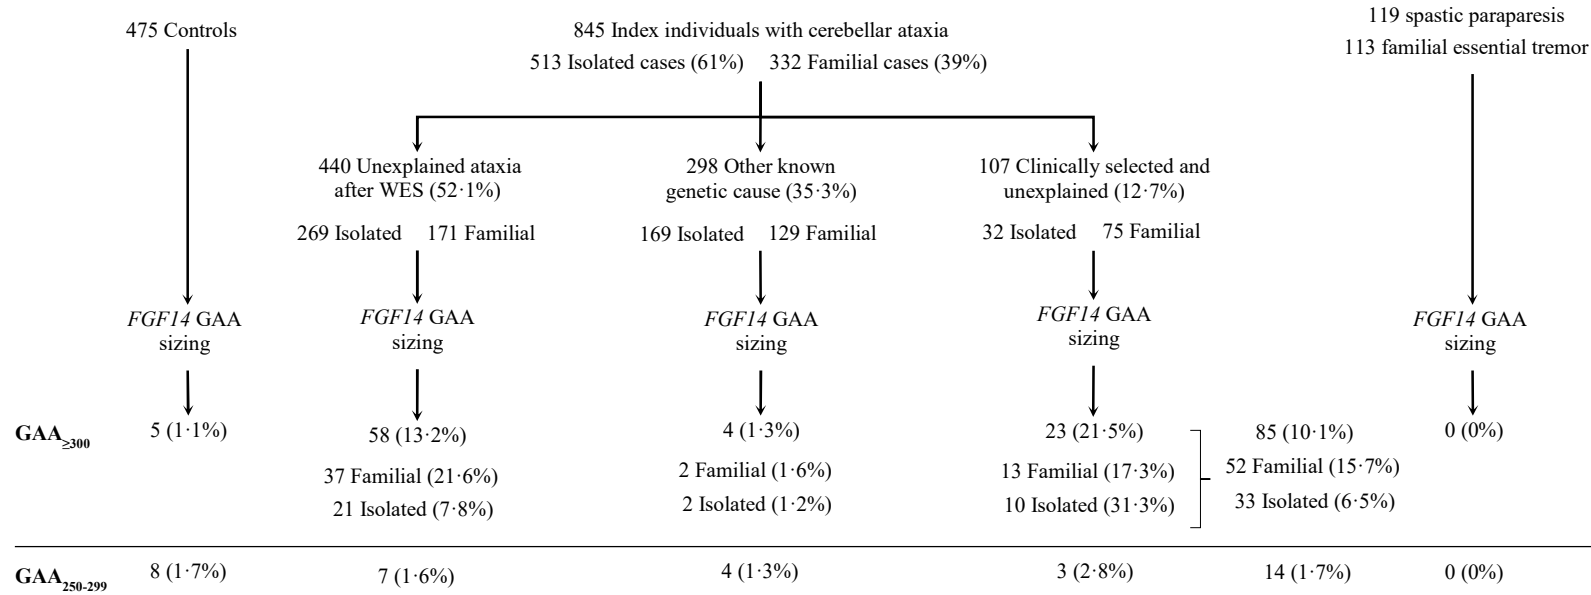 475 Controls
845 Index individuals with cerebellar ataxia
513 Isolated cases (61%) 332 Familial cases (39%)
119 spastic paraparesis
113 familial essential tremor
440 Unexplained ataxia
after WES (52·1%)
269 Isolated 171 Familial
298 Other known
genetic cause (35·3%)
169 Isolated 129 Familial
107 Clinically selected and
unexplained (12·7%)
32 Isolated 75 Familial
FGF14 GAA
sizing
FGF14 GAA
sizing
FGF14 GAA
sizing
FGF14 GAA
sizing
FGF14 GAA
sizing
GAA≥300
5 (1·1%)
58 (13·2%)
37 Familial (21·6%)
21 Isolated (7·8%)
4 (1·3%)
2 Familial (1·6%)
2 Isolated (1·2%)
23 (21·5%)
13 Familial (17·3%)
10 Isolated (31·3%)
85 (10·1%)
52 Familial (15·7%)
33 Isolated (6·5%)
0 (0%)
GAA250-299
8 (1·7%)
7 (1·6%)
4 (1·3%)
3 (2·8%)
14 (1·7%)
0 (0%)